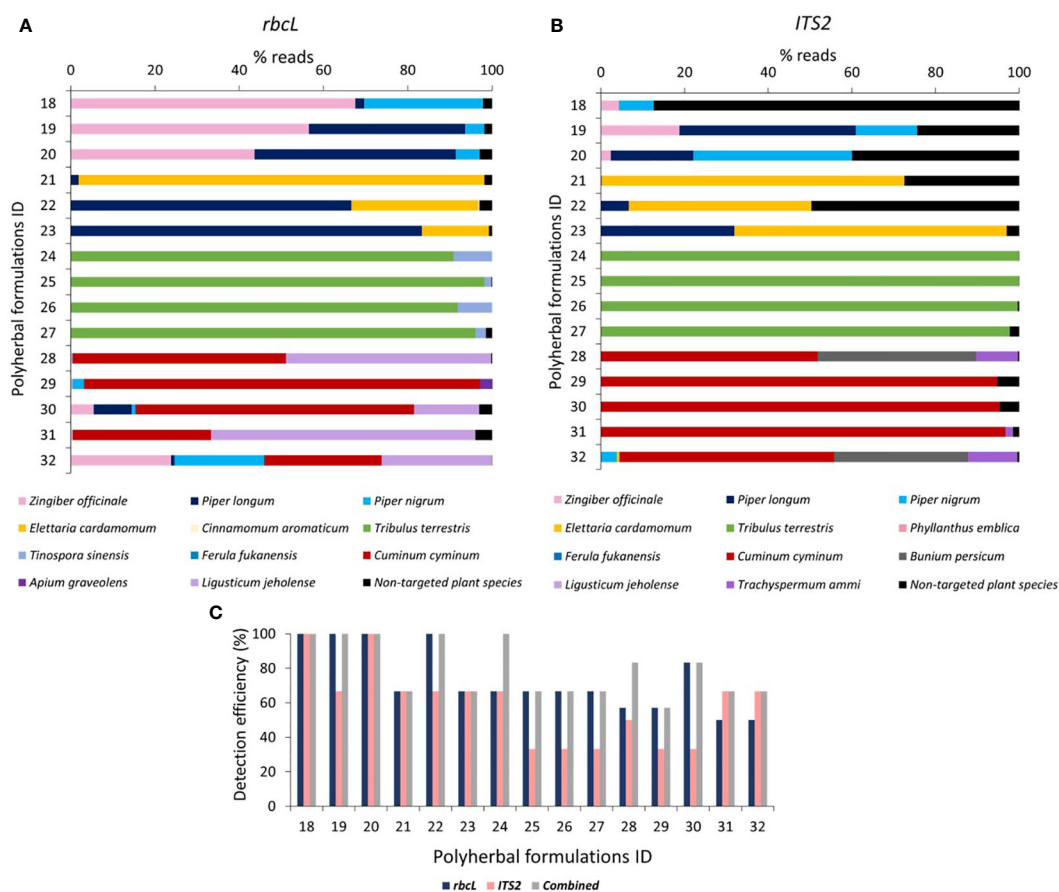 A
rbcL
% reads
0 20 40 60 80 100
Polyherbal formulations ID
18
19
20
21
22
23
24
25
26
27
28
29
30
31
32
Zingiber officinale Piper longum Piper nigrum
Elettaria cardamomum Cinnamomum aromaticum Tribulus terrestris
Tinospora sinensis Ferula fukanensis Cuminum cyminum
Apium graveolens Ligusticum jeholense Non-targeted plant species
B
ITS2
% reads
0 20 40 60 80 100
Polyherbal formulations ID
18
19
20
21
22
23
24
25
26
27
28
29
30
31
32
Zingiber officinale Piper longum Piper nigrum
Elettaria cardamomum Tribulus terrestris Phyllanthus emblica
Ferula fukanensis Cuminum cyminum Bunium persicum
Ligusticum jeholense Trachyspermum ammi Non-targeted plant species
C
Detection efficiency (%)
100
80
60
40
20
0
18 19 20 21 22 23 24 25 26 27 28 29 30 31 32
Polyherbal formulations ID
rbcL ITS2 Combined